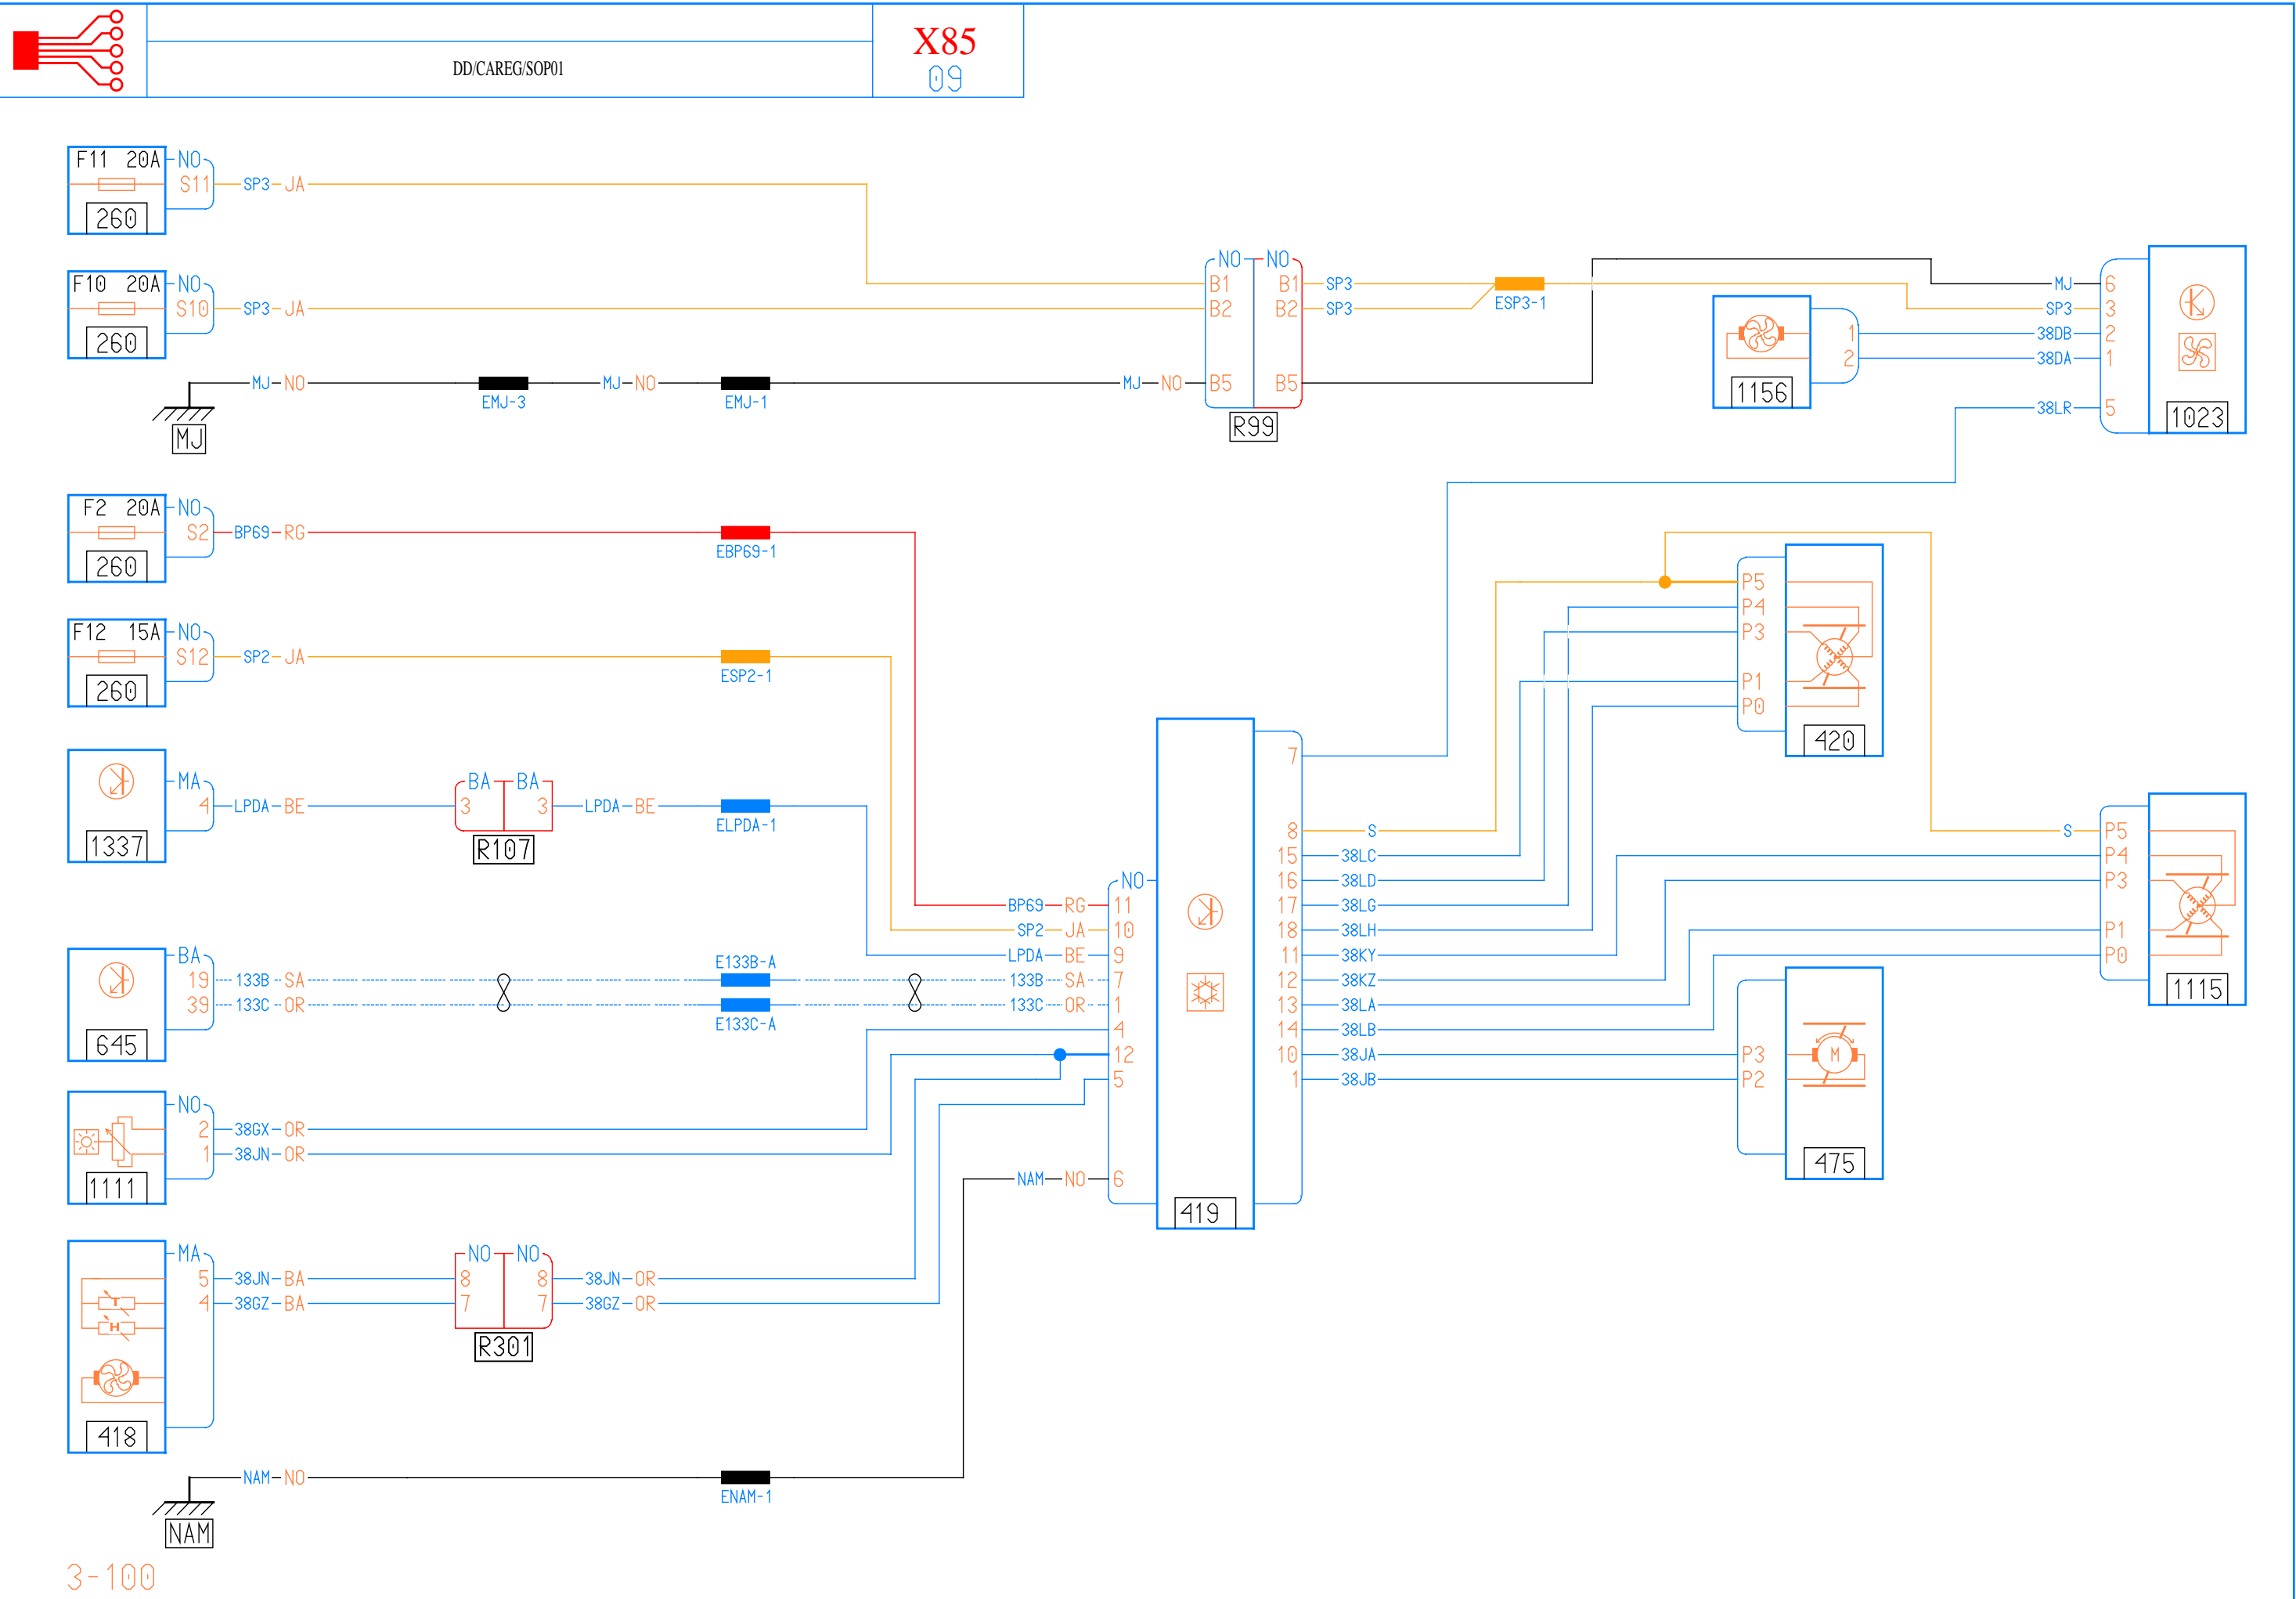 X85
DD/CAREG/SOP01
09
F11 20A NO
S11 SP3 JA
260
F10 20A NO
S10 SP3 JA
260
NO NO
B1 B1 SP3
B2 B2 SP3
ESP3-1
B5 B5
R99
MJ NO
EMJ-3
MJ NO
EMJ-1
MJ NO
MJ
1
2
1156
MJ 6
SP3 3
38DB 2
38DA 1
38LR 5
1023
F2 20A NO
S2 BP69 RG
EBP69-1
260
F12 15A NO
S12 SP2 JA
ESP2-1
260
MA
4 LPDA BE
1337
BA BA
3 3
R107
LPDA BE
ELPDA-1
BA
19 133B SA
39 133C OR
645
E133B-A
E133C-A
NO
2 38GX OR
1 38JN OR
1111
MA
5 38JN BA
4 38GZ BA
T
H
418
NO NO
8 8 38JN OR
7 7 38GZ OR
R301
NAM NO
ENAM-1
NAM
NO
BP69 RG 11
SP2 JA 10
LPDA BE 9
133B SA 7
133C OR 1
4
12
5
NAM NO 6
419
7
8 S
15 38LC
16 38LD
17 38LG
18 38LH
11 38KY
12 38KZ
13 38LA
14 38LB
10 38JA
1 38JB
P5
P4
P3
P1
P0
420
S P5
P4
P3
P1
P0
1115
P3
P2
M
475
3-100